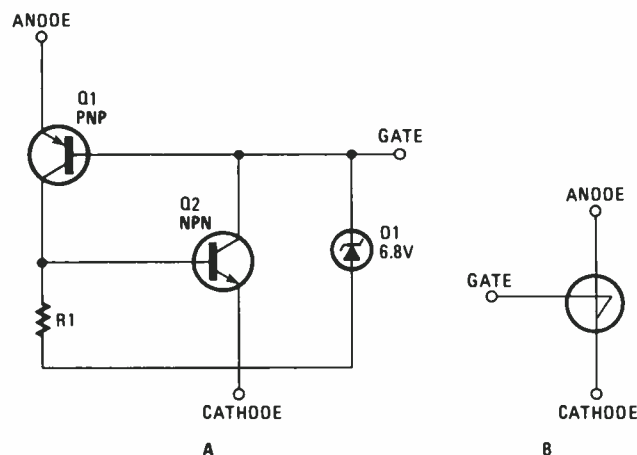 ANODE
Q1
PNP
GATE
Q2
NPN
D1
6.8V
R1
CATHODE
A
ANODE
GATE
CATHODE
B